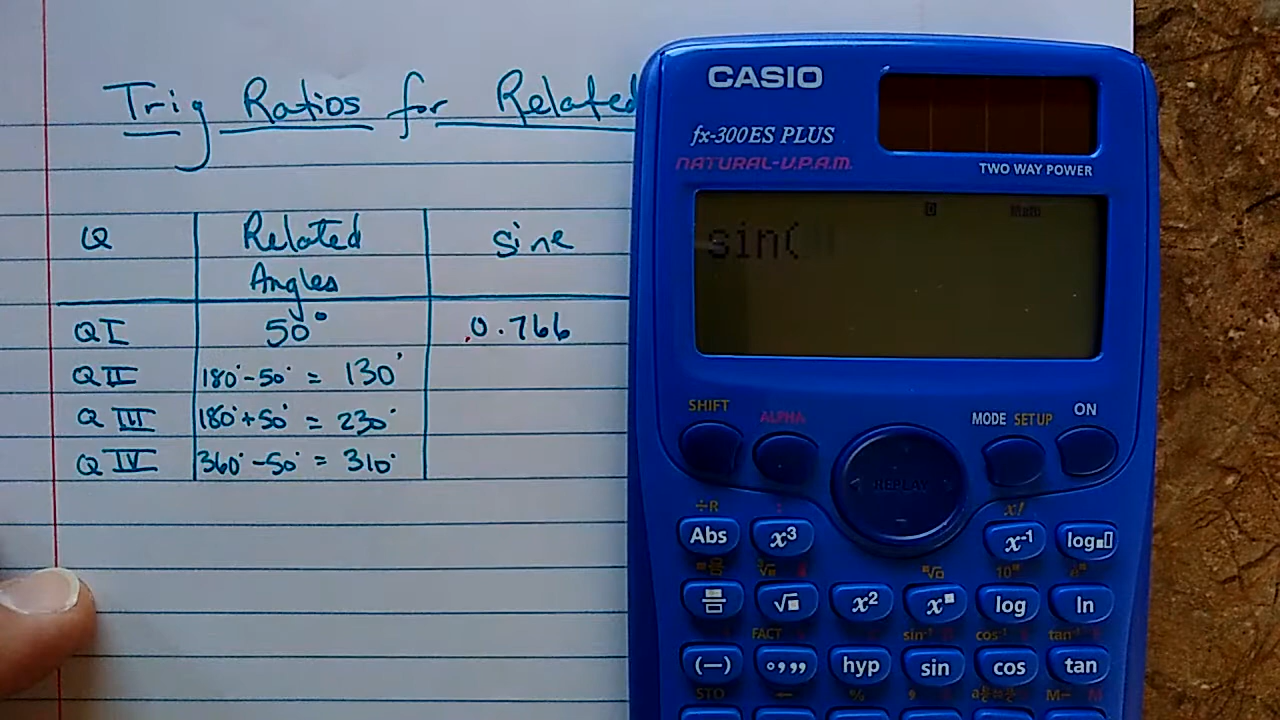 Trig Ratios for Related
Q Related Angles sine
QI 50° 0.766
QII 180° - 50° = 130°
QIII 180° + 50° = 230°
QIV 360° - 50° = 310°
CASIO
fx-300ES PLUS
NATURAL-V.P.A.M.
TWO WAY POWER
D Math
sin(
SHIFT ALPHA MODE SETUP ON
REPLAY
÷R : x!
Abs x³ x⁻¹ log
10
x² x■ log ln
FACT sin⁻¹ cos⁻¹ tan⁻¹
(—) °,,, hyp sin cos tan
STO ← M−  M